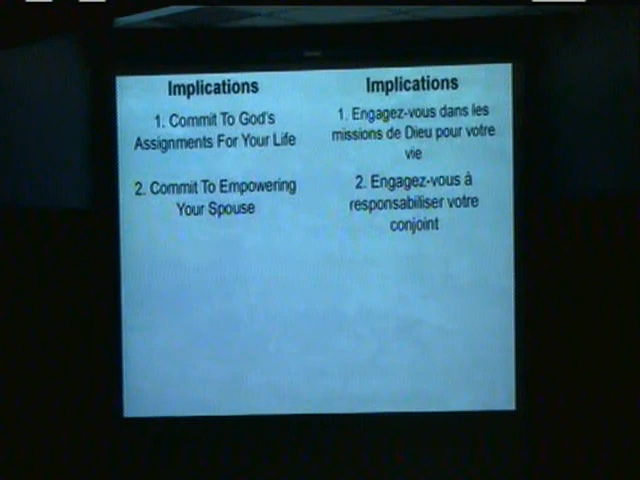 Implications
1. Commit To God's
Assignments For Your Life
2. Commit To Empowering
Your Spouse
Implications
1. Engagez-vous dans les
missions de Dieu pour votre
vie
2. Engagez-vous à
responsabiliser votre
conjoint